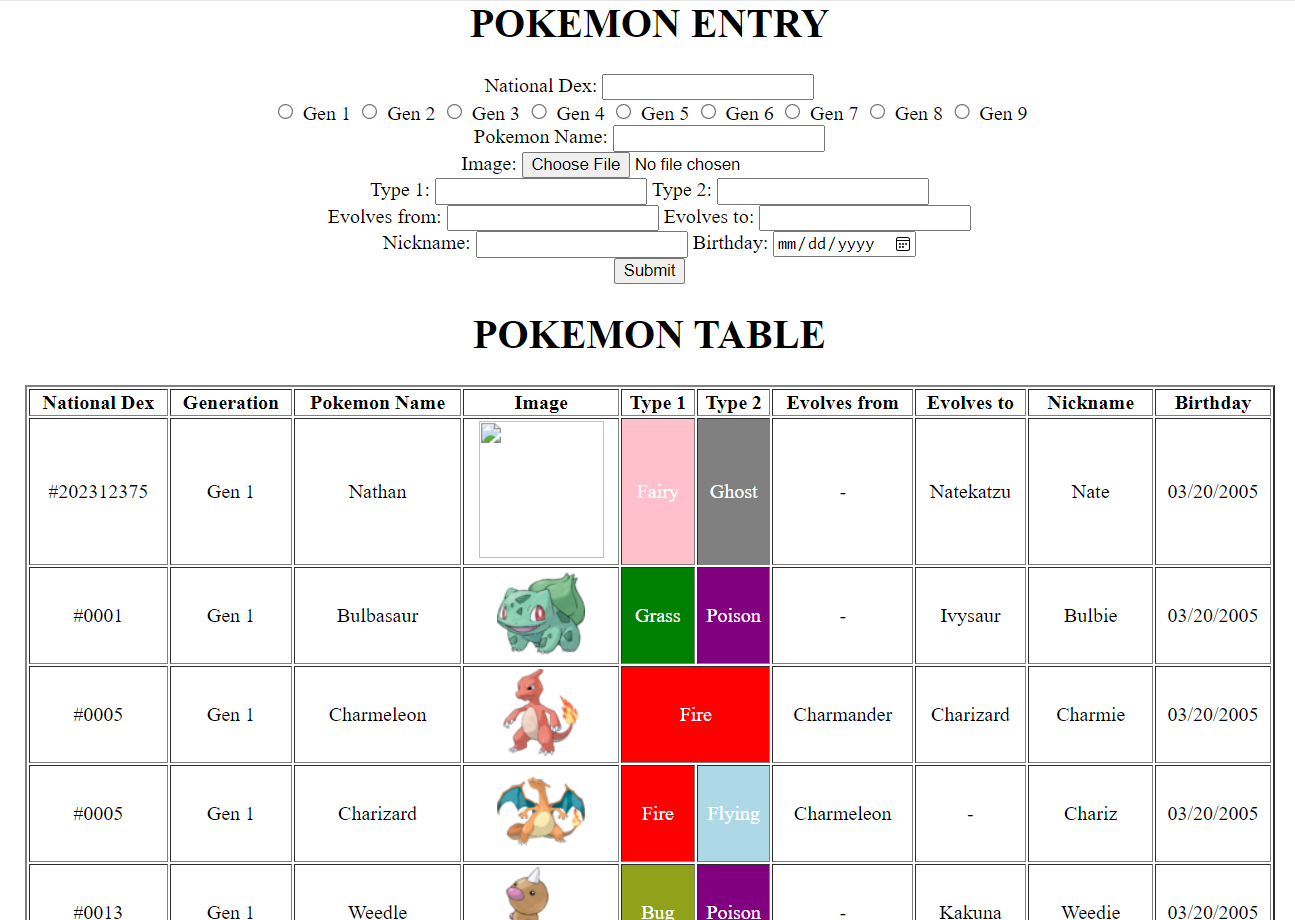 POKEMON ENTRY
National Dex:
Gen 1 Gen 2 Gen 3 Gen 4 Gen 5 Gen 6 Gen 7 Gen 8 Gen 9
Pokemon Name:
Image: Choose File No file chosen
Type 1: Type 2:
Evolves from: Evolves to:
Nickname: Birthday: mm/dd/yyyy
Submit
POKEMON TABLE
National Dex Generation Pokemon Name Image Type 1 Type 2 Evolves from Evolves to Nickname Birthday
#202312375 Gen 1 Nathan Fairy Ghost - Natekatzu Nate 03/20/2005
#0001 Gen 1 Bulbasaur Grass Poison - Ivysaur Bulbie 03/20/2005
#0005 Gen 1 Charmeleon Fire Charmander Charizard Charmie 03/20/2005
#0005 Gen 1 Charizard Fire Flying Charmeleon - Chariz 03/20/2005
#0013 Gen 1 Weedle Bug Poison - Kakuna Weedie 03/20/2005